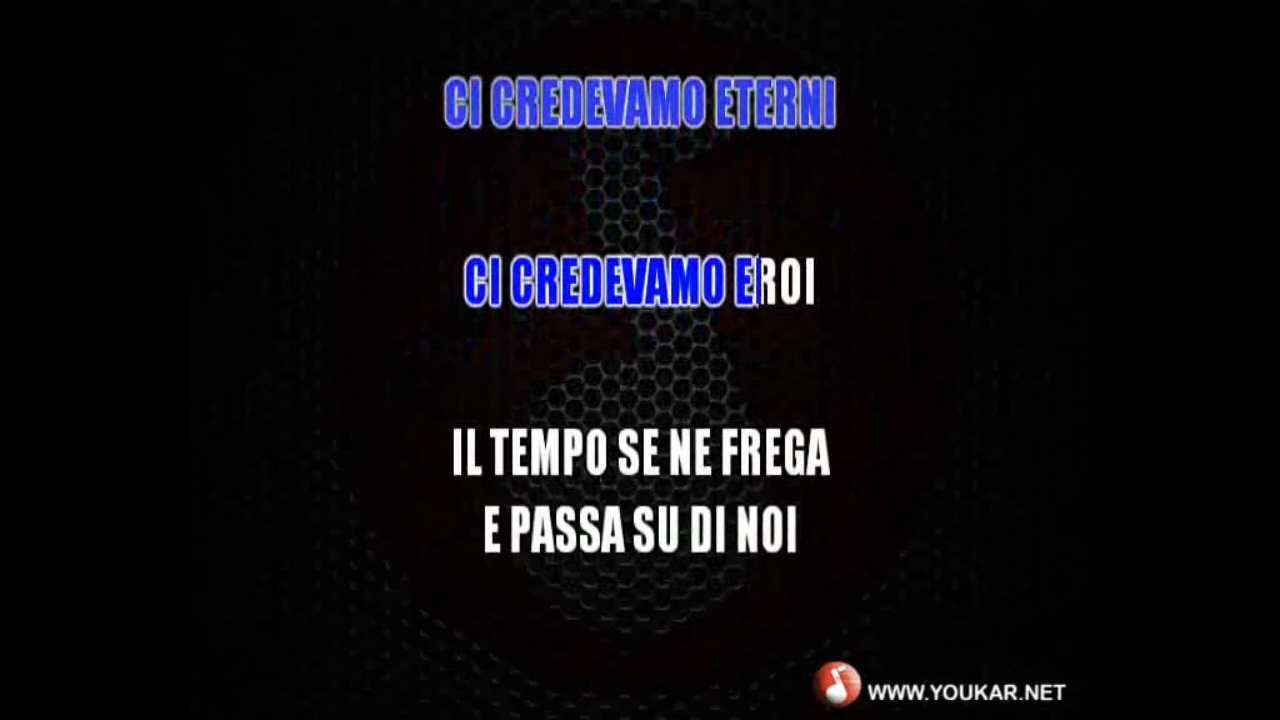 CI CREDEVAMO ETERNI
CI CREDEVAMO EROI
IL TEMPO SE NE FREGA
E PASSA SU DI NOI
WWW.YOUKAR.NET